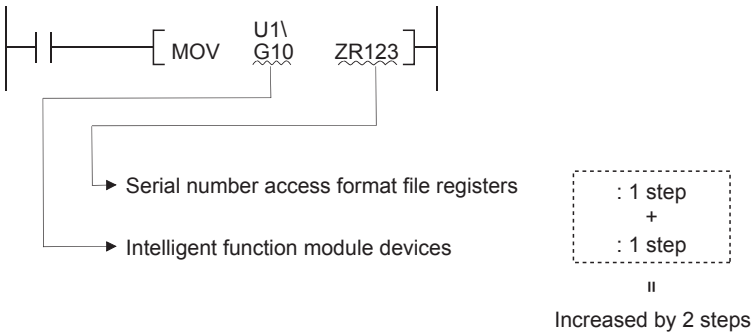 U1\
MOV G10 ZR123
Serial number access format file registers
: 1 step
+
Intelligent function module devices
: 1 step
=
Increased by 2 steps